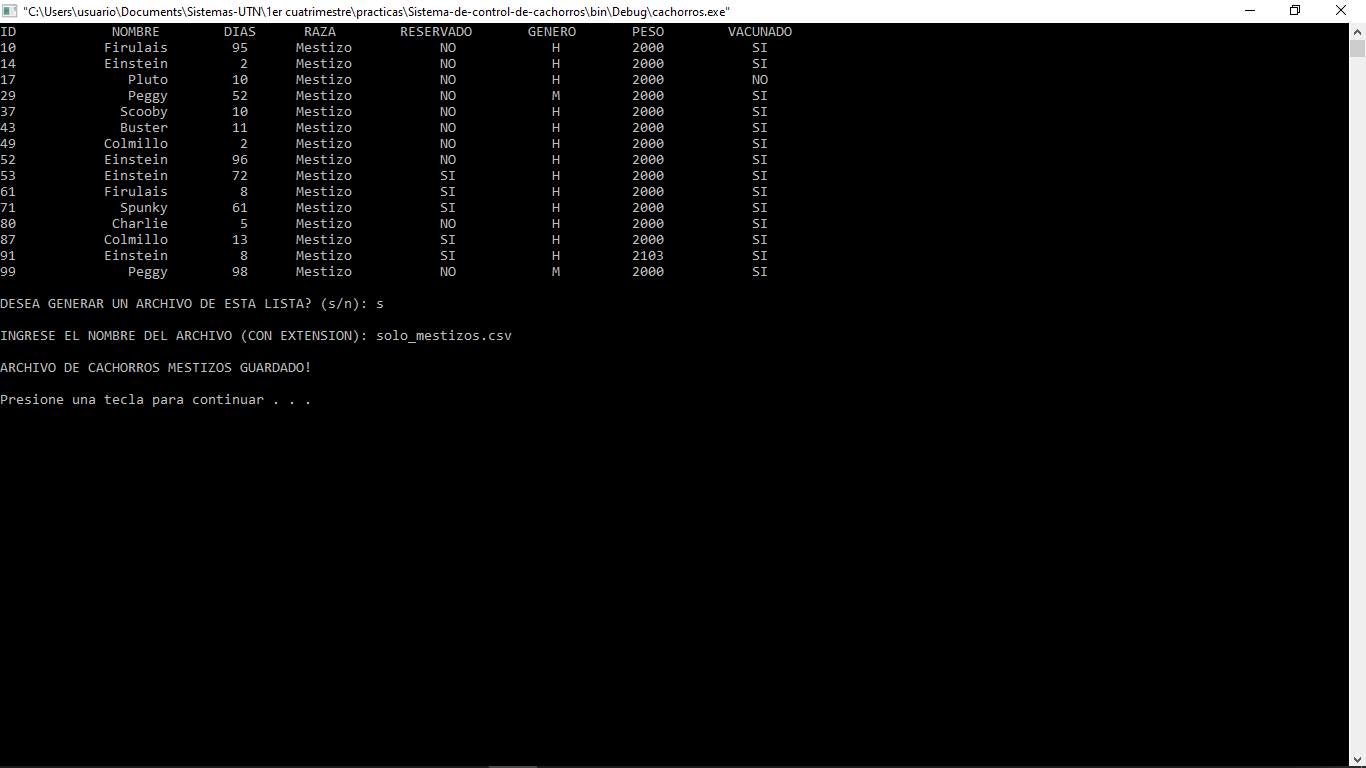 "C:\Users\usuario\Documents\Sistemas-UTN\1er cuatrimestre\practicas\Sistema-de-control-de-cachorros\bin\Debug\cachorros.exe"
ID NOMBRE DIAS RAZA RESERVADO GENERO PESO VACUNADO
10 Firulais 95 Mestizo NO H 2000 SI
14 Einstein 2 Mestizo NO H 2000 SI
17 Pluto 10 Mestizo NO H 2000 NO
29 Peggy 52 Mestizo NO M 2000 SI
37 Scooby 10 Mestizo NO H 2000 SI
43 Buster 11 Mestizo NO H 2000 SI
49 Colmillo 2 Mestizo NO H 2000 SI
52 Einstein 96 Mestizo NO H 2000 SI
53 Einstein 72 Mestizo SI H 2000 SI
61 Firulais 8 Mestizo SI H 2000 SI
71 Spunky 61 Mestizo SI H 2000 SI
80 Charlie 5 Mestizo NO H 2000 SI
87 Colmillo 13 Mestizo SI H 2000 SI
91 Einstein 8 Mestizo SI H 2103 SI
99 Peggy 98 Mestizo NO M 2000 SI
DESEA GENERAR UN ARCHIVO DE ESTA LISTA? (s/n): s
INGRESE EL NOMBRE DEL ARCHIVO (CON EXTENSION): solo_mestizos.csv
ARCHIVO DE CACHORROS MESTIZOS GUARDADO!
Presione una tecla para continuar . . .